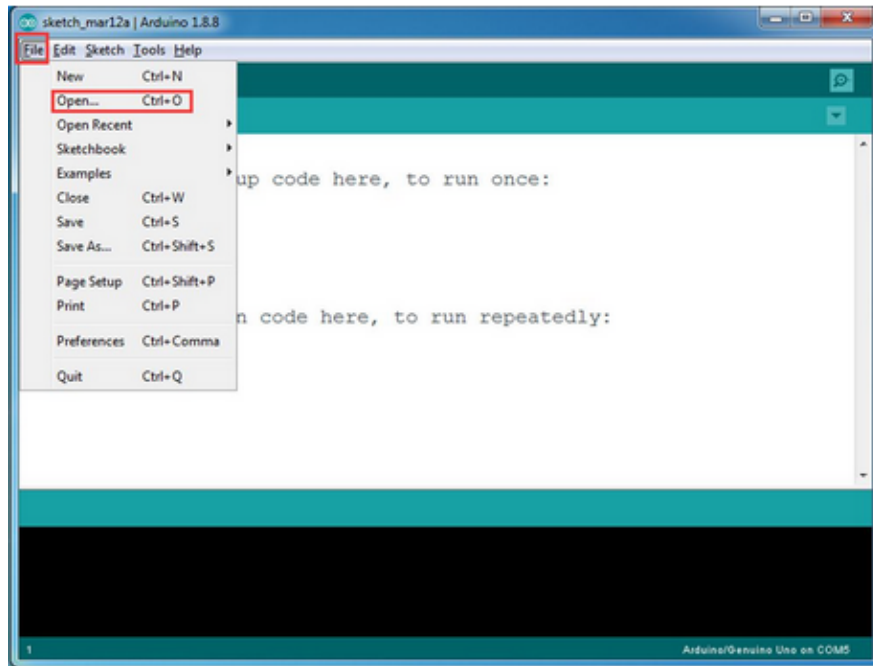 sketch_mar12a | Arduino 1.8.8
File Edit Sketch Tools Help
New Ctrl+N
Open... Ctrl+O
Open Recent
Sketchbook
Examples
Close Ctrl+W
Save Ctrl+S
Save As... Ctrl+Shift+S
Page Setup Ctrl+Shift+P
Print Ctrl+P
Preferences Ctrl+Comma
Quit Ctrl+Q
up code here, to run once:
n code here, to run repeatedly:
1
Arduino/Genuino Uno on COM5